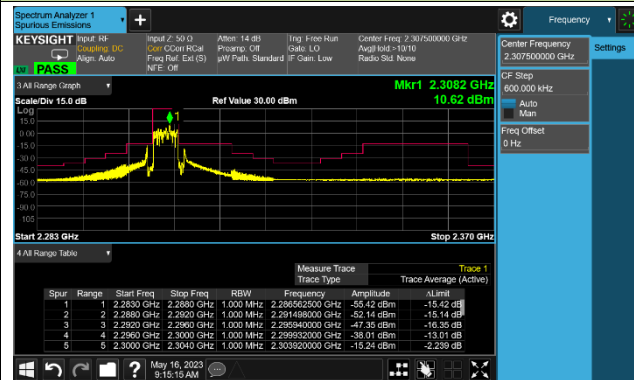 Spectrum Analyzer 1
Spurious Emissions
Frequency
KEYSIGHT Input: RF Input Z: 50 Ω Atten: 14 dB Trig: Free Run Center Freq: 2.307500000 GHz
Coupling: DC Corr CCorr RCal Preamp: Off Gate: LO Avg|Hold:>10/10
Align: Auto Freq Ref: Ext (S) µW Path: Standard IF Gain: Low Radio Std: None
NFE: Off
LXI PASS
Center Frequency
2.307500000 GHz
Settings
CF Step
600.000 kHz
Auto
Man
Freq Offset
0 Hz
3 All Range Graph
Mkr1 2.3082 GHz
Scale/Div 15.0 dB Ref Value 30.00 dBm 10.62 dBm
Log
15.0
0.00
-15.0
-30.0
-45.0
-60.0
-75.0
-90.0
-105
1
Start 2.283 GHz Stop 2.370 GHz
4 All Range Table
Measure Trace Trace 1
Trace Type Trace Average (Active)
Spur Range Start Freq Stop Freq RBW Frequency Amplitude ΔLimit
1 1 2.2830 GHz 2.2880 GHz 1.000 MHz 2.286562500 GHz -55.42 dBm -15.42 dB
2 2 2.2880 GHz 2.2920 GHz 1.000 MHz 2.291498000 GHz -52.14 dBm -15.14 dB
3 3 2.2920 GHz 2.2960 GHz 1.000 MHz 2.295940000 GHz -47.35 dBm -16.35 dB
4 4 2.2960 GHz 2.3000 GHz 1.000 MHz 2.299932000 GHz -38.01 dBm -13.01 dB
5 5 2.3000 GHz 2.3040 GHz 1.000 MHz 2.303920000 GHz -15.24 dBm -2.239 dB
May 16, 2023
9:15:15 AM